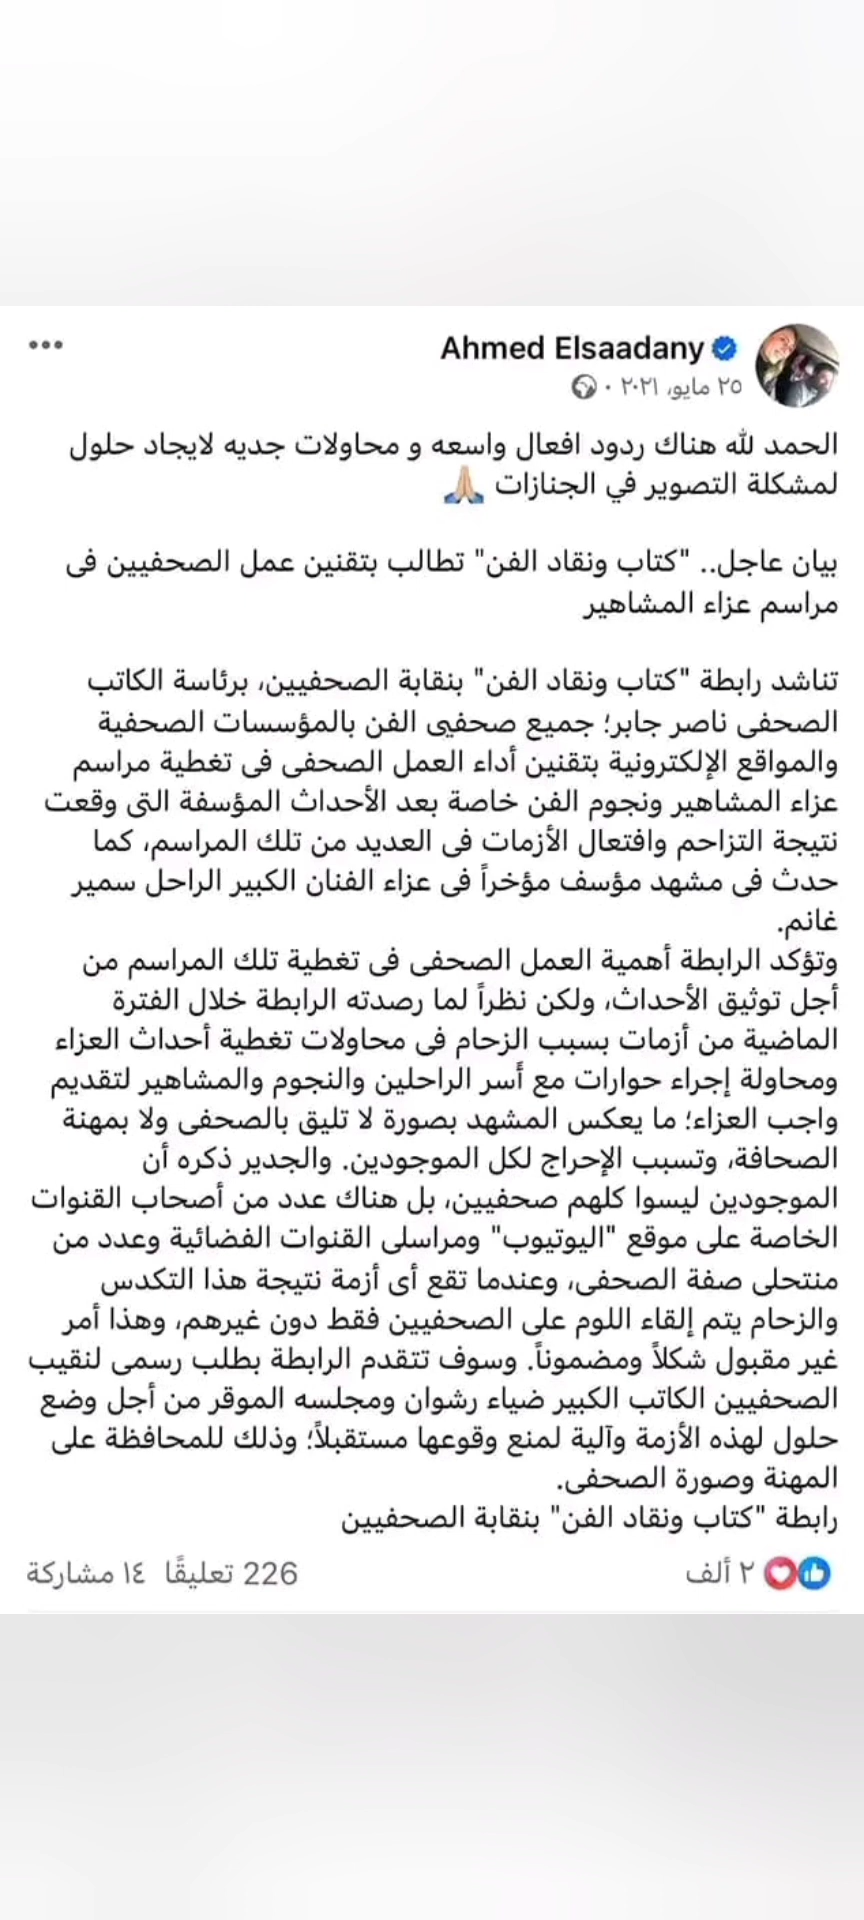 Ahmed Elsaadany
٢٥ مايو، ٢٠٢١ ·
الحمد لله هناك ردود افعال واسعه و محاولات جديه لايجاد حلول
لمشكلة التصوير في الجنازات 🙏🏼
بيان عاجل.. "كتاب ونقاد الفن" تطالب بتقنين عمل الصحفيين فى
مراسم عزاء المشاهير
تناشد رابطة "كتاب ونقاد الفن" بنقابة الصحفيين، برئاسة الكاتب
الصحفى ناصر جابر؛ جميع صحفيى الفن بالمؤسسات الصحفية
والمواقع الإلكترونية بتقنين أداء العمل الصحفى فى تغطية مراسم
عزاء المشاهير ونجوم الفن خاصة بعد الأحداث المؤسفة التى وقعت
نتيجة التزاحم وافتعال الأزمات فى العديد من تلك المراسم، كما
حدث فى مشهد مؤسف مؤخراً فى عزاء الفنان الكبير الراحل سمير
غانم.
وتؤكد الرابطة أهمية العمل الصحفى فى تغطية تلك المراسم من
أجل توثيق الأحداث، ولكن نظراً لما رصدته الرابطة خلال الفترة
الماضية من أزمات بسبب الزحام فى محاولات تغطية أحداث العزاء
ومحاولة إجراء حوارات مع أسر الراحلين والنجوم والمشاهير لتقديم
واجب العزاء؛ ما يعكس المشهد بصورة لا تليق بالصحفى ولا بمهنة
الصحافة، وتسبب الإحراج لكل الموجودين. والجدير ذكره أن
الموجودين ليسوا كلهم صحفيين، بل هناك عدد من أصحاب القنوات
الخاصة على موقع "اليوتيوب" ومراسلى القنوات الفضائية وعدد من
منتحلى صفة الصحفى، وعندما تقع أى أزمة نتيجة هذا التكدس
والزحام يتم إلقاء اللوم على الصحفيين فقط دون غيرهم، وهذا أمر
غير مقبول شكلاً ومضموناً. وسوف تتقدم الرابطة بطلب رسمى لنقيب
الصحفيين الكاتب الكبير ضياء رشوان ومجلسه الموقر من أجل وضع
حلول لهذه الأزمة وآلية لمنع وقوعها مستقبلاً؛ وذلك للمحافظة على
المهنة وصورة الصحفى.
رابطة "كتاب ونقاد الفن" بنقابة الصحفيين
٢ ألف
226 تعليقًا ١٤ مشاركة